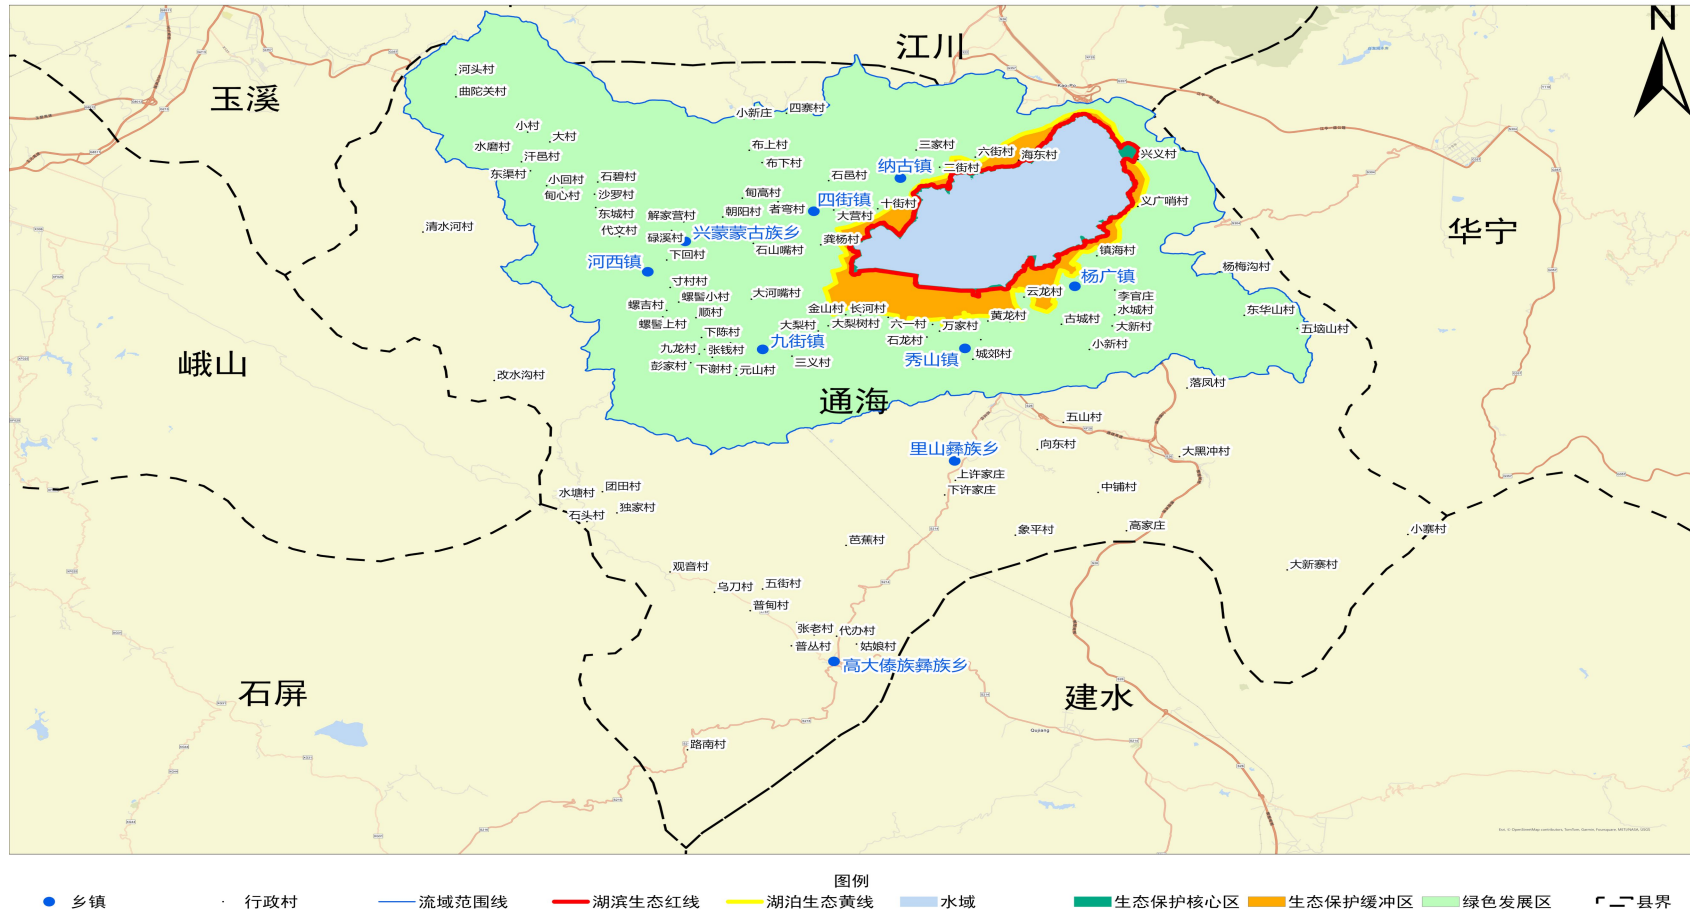 N
江川
玉溪
河头村
曲陀关村
小新庄
四寨村
小村
大村
水磨村
汗邑村
布上村
布下村
三家村
六街村
海东村
兴义村
东渠村
小回村
石碧村
石邑村
纳古镇
二街村
甸心村
沙罗村
甸高村
四街镇
十街村
义广哨村
东城村
解家营村
朝阳村
者弯村
大营村
清水河村
代文村
碌溪村
兴蒙蒙古族乡
龚杨村
华宁
河西镇
下回村
石山嘴村
镇海村
杨梅沟村
寸村村
杨广镇
螺髻小村
大河嘴村
云龙村
李官庄
螺吉村
顺村
金山村
长河村
黄龙村
水城村
东华山村
螺髻上村
下陈村
大梨村
大梨树村
六一村
万家村
古城村
大新村
五垴山村
九龙村
张钱村
九街镇
石龙村
小新村
彭家村
下谢村
元山村
三义村
秀山镇
城郊村
峨山
改水沟村
通海
落凤村
五山村
里山彝族乡
向东村
大黑冲村
上许家庄
下许家庄
中铺村
水塘村
团田村
石头村
独家村
象平村
高家庄
小寨村
芭蕉村
观音村
大新寨村
乌刀村
五街村
普甸村
张老村
代办村
普丛村
姑娘村
高大傣族彝族乡
石屏
建水
Qujiang
路南村
图例
乡镇
行政村
流域范围线
湖滨生态红线
湖泊生态黄线
水域
生态保护核心区
生态保护缓冲区
绿色发展区
县界